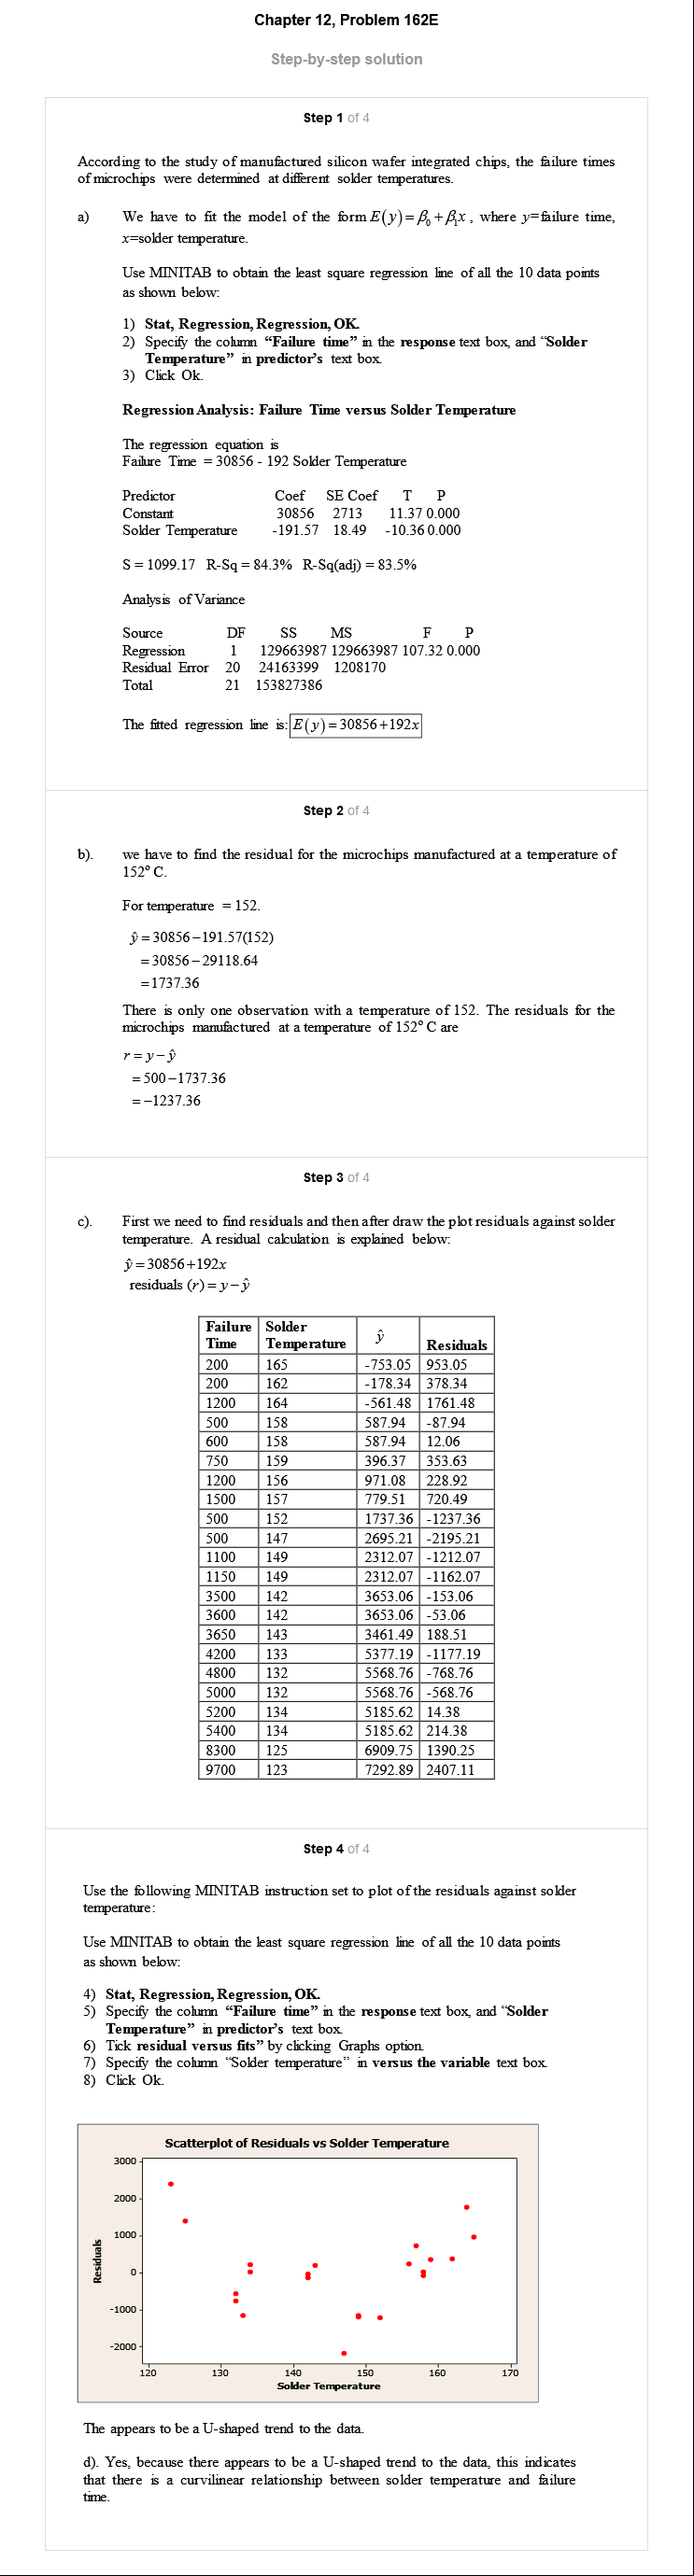 Chapter 12, Problem 162E
Step-by-step solution
Step 1 of 4
According to the study of manufactured silicon wafer integrated chips, the failure times
of microchips were determined at different solder temperatures.
a) We have to fit the model of the form E(y)=β₀+β₁x , where y=failure time,
x=solder temperature.
Use MINITAB to obtain the least square regression line of all the 10 data points
as shown below:
1) Stat, Regression, Regression, OK.
2) Specify the column “Failure time” in the response text box, and “Solder
Temperature” in predictor’s text box.
3) Click Ok.
Regression Analysis: Failure Time versus Solder Temperature
The regression equation is
Failure Time = 30856 - 192 Solder Temperature
Predictor Coef SE Coef T P
Constant 30856 2713 11.37 0.000
Solder Temperature -191.57 18.49 -10.36 0.000
S = 1099.17 R-Sq = 84.3% R-Sq(adj) = 83.5%
Analysis of Variance
Source DF SS MS F P
Regression 1 129663987 129663987 107.32 0.000
Residual Error 20 24163399 1208170
Total 21 153827386
The fitted regression line is: E(y)=30856+192x
Step 2 of 4
b). we have to find the residual for the microchips manufactured at a temperature of
152° C.
For temperature = 152.
ŷ = 30856−191.57(152)
= 30856−29118.64
=1737.36
There is only one observation with a temperature of 152. The residuals for the
microchips manufactured at a temperature of 152° C are
r = y − ŷ
= 500−1737.36
= −1237.36
Step 3 of 4
c). First we need to find residuals and then after draw the plot residuals against solder
temperature. A residual calculation is explained below:
ŷ = 30856+192x
residuals (r) = y − ŷ
Failure Time Solder Temperature ŷ Residuals
200 165 -753.05 953.05
200 162 -178.34 378.34
1200 164 -561.48 1761.48
500 158 587.94 -87.94
600 158 587.94 12.06
750 159 396.37 353.63
1200 156 971.08 228.92
1500 157 779.51 720.49
500 152 1737.36 -1237.36
500 147 2695.21 -2195.21
1100 149 2312.07 -1212.07
1150 149 2312.07 -1162.07
3500 142 3653.06 -153.06
3600 142 3653.06 -53.06
3650 143 3461.49 188.51
4200 133 5377.19 -1177.19
4800 132 5568.76 -768.76
5000 132 5568.76 -568.76
5200 134 5185.62 14.38
5400 134 5185.62 214.38
8300 125 6909.75 1390.25
9700 123 7292.89 2407.11
Step 4 of 4
Use the following MINITAB instruction set to plot of the residuals against solder
temperature:
Use MINITAB to obtain the least square regression line of all the 10 data points
as shown below:
4) Stat, Regression, Regression, OK.
5) Specify the column “Failure time” in the response text box, and “Solder
Temperature” in predictor’s text box.
6) Tick residual versus fits” by clicking Graphs option.
7) Specify the column “Solder temperature” in versus the variable text box.
8) Click Ok.
Scatterplot of Residuals vs Solder Temperature
3000
2000
1000
0
-1000
-2000
Residuals
120 130 140 150 160 170
Solder Temperature
The appears to be a U-shaped trend to the data.
d). Yes, because there appears to be a U-shaped trend to the data, this indicates
that there is a curvilinear relationship between solder temperature and failure
time.